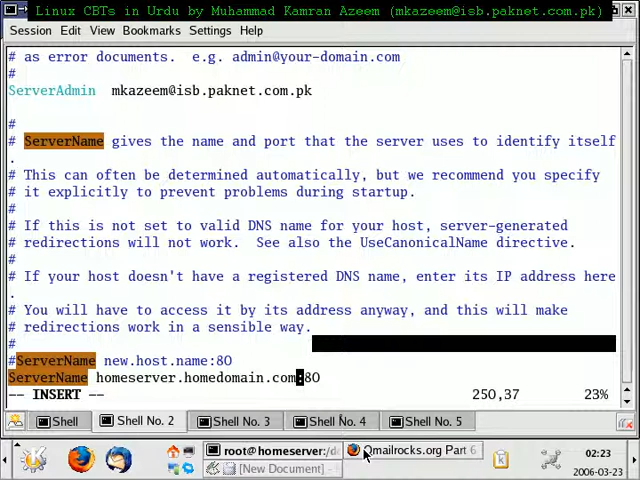 Linux CBTs in Urdu by Muhammad Kamran Azeem (mkazeem@isb.paknet.com.pk)
Session Edit View Bookmarks Settings Help
# as error documents.  e.g. admin@your-domain.com
#
ServerAdmin  mkazeem@isb.paknet.com.pk
#
# ServerName gives the name and port that the server uses to identify itself
.
# This can often be determined automatically, but we recommend you specify
# it explicitly to prevent problems during startup.
#
# If this is not set to valid DNS name for your host, server-generated
# redirections will not work.  See also the UseCanonicalName directive.
#
# If your host doesn't have a registered DNS name, enter its IP address here
.
# You will have to access it by its address anyway, and this will make
# redirections work in a sensible way.
#
#ServerName new.host.name:80
ServerName homeserver.homedomain.com:80
-- INSERT -- 250,37 23%
Shell Shell No. 2 Shell No. 3 Shell No. 4 Shell No. 5
root@homeserver:/d Qmailrocks.org Part 6 02:23
[New Document] 2006-03-23